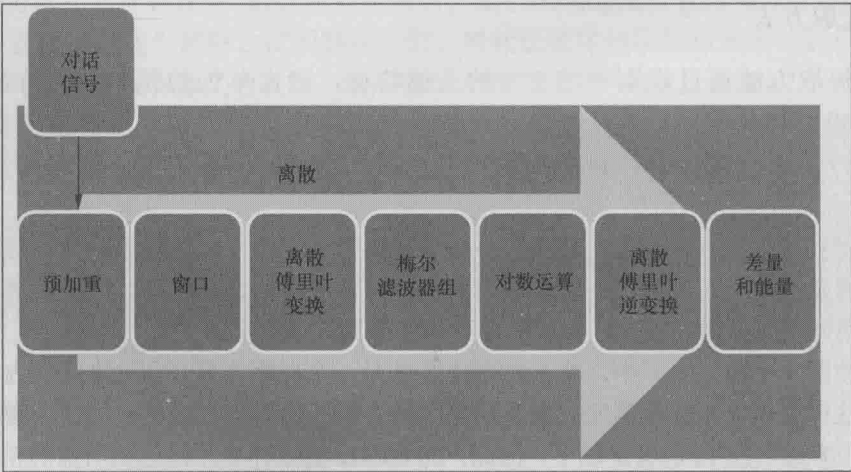 对话
信号
离散
预加重
窗口
离散
傅里叶
变换
梅尔
滤波器组
对数运算
离散
傅里叶
逆变换
差量
和能量